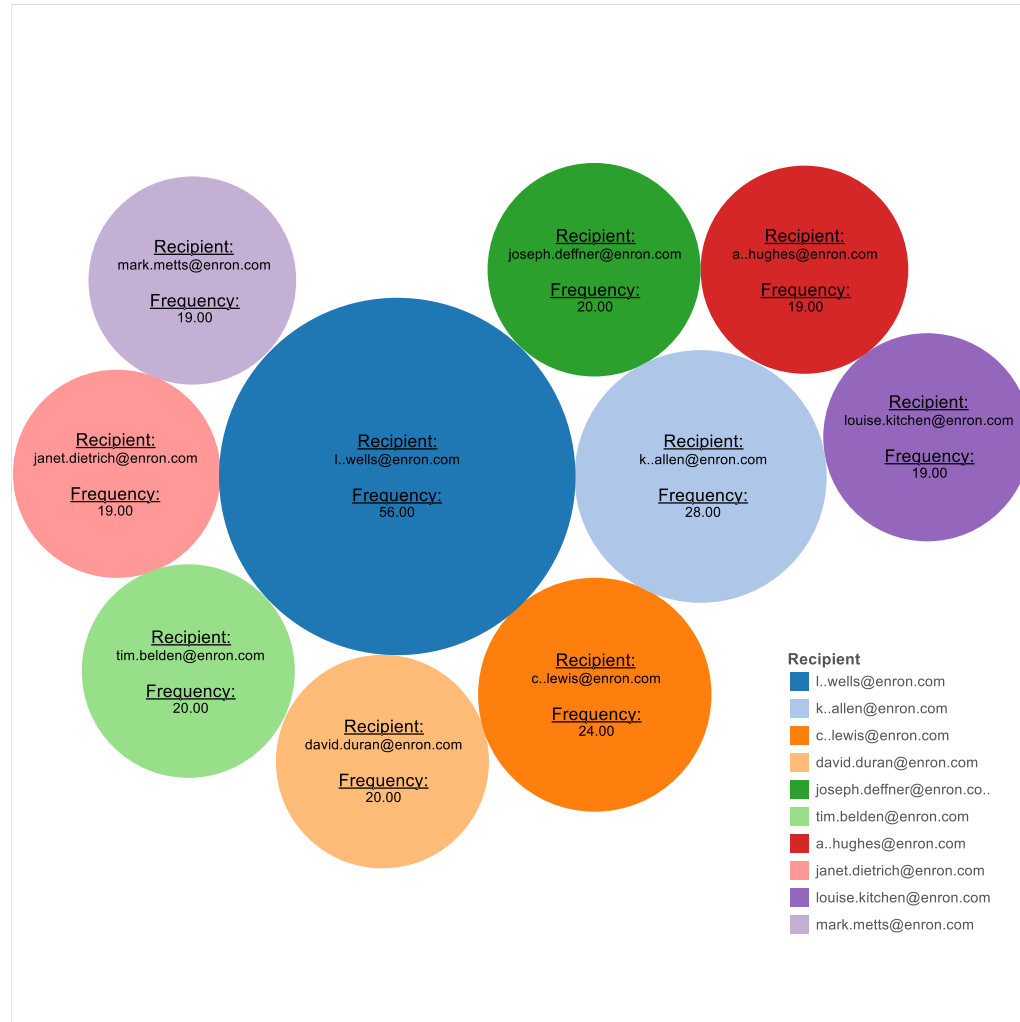 Recipient:
mark.metts@enron.com
Frequency:
19.00
Recipient:
joseph.deffner@enron.com
Frequency:
20.00
Recipient:
a..hughes@enron.com
Frequency:
19.00
Recipient:
louise.kitchen@enron.com
Frequency:
19.00
Recipient:
janet.dietrich@enron.com
Frequency:
19.00
Recipient:
l..wells@enron.com
Frequency:
56.00
Recipient:
k..allen@enron.com
Frequency:
28.00
Recipient:
tim.belden@enron.com
Frequency:
20.00
Recipient:
david.duran@enron.com
Frequency:
20.00
Recipient:
c..lewis@enron.com
Frequency:
24.00
Recipient
l..wells@enron.com
k..allen@enron.com
c..lewis@enron.com
david.duran@enron.com
joseph.deffner@enron.co..
tim.belden@enron.com
a..hughes@enron.com
janet.dietrich@enron.com
louise.kitchen@enron.com
mark.metts@enron.com